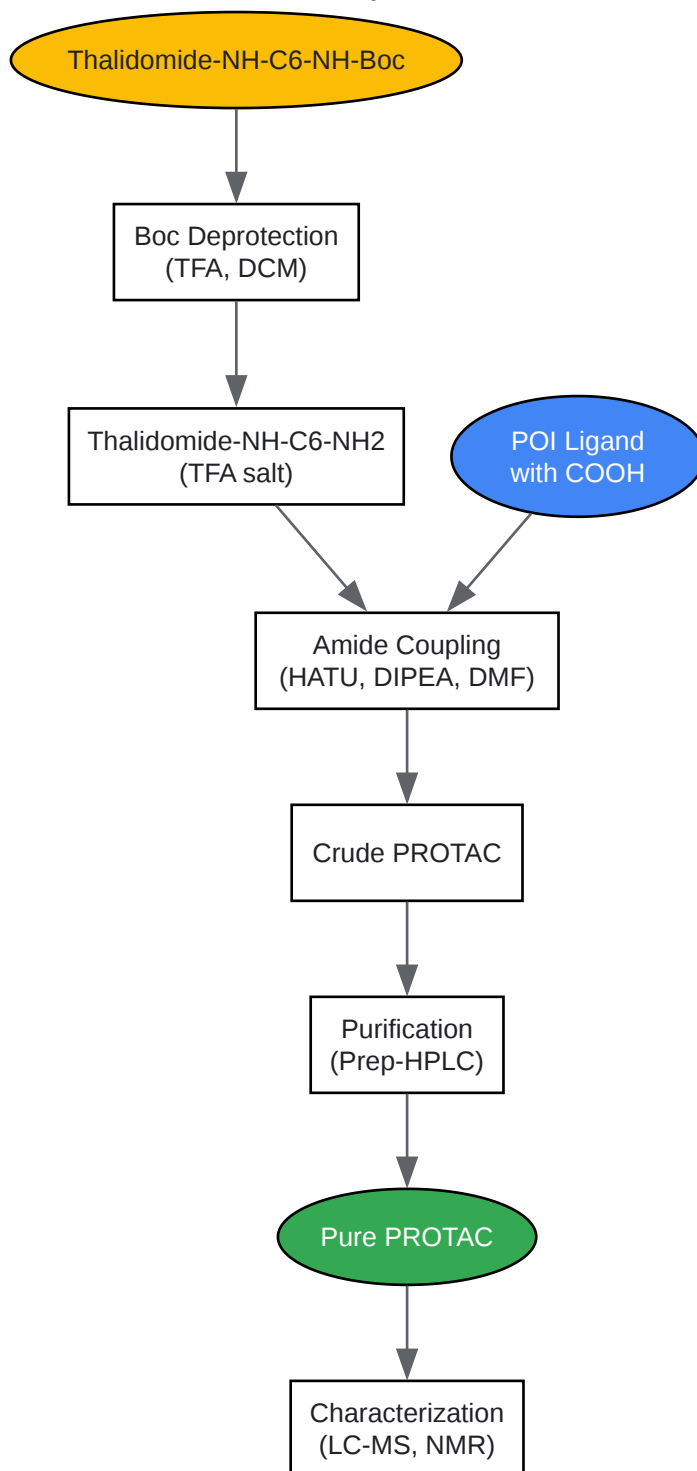 Thalidomide-NH-C6-NH-Boc
Boc Deprotection
(TFA, DCM)
Thalidomide-NH-C6-NH2
(TFA salt)
POI Ligand
with COOH
Amide Coupling
(HATU, DIPEA, DMF)
Crude PROTAC
Purification
(Prep-HPLC)
Pure PROTAC
Characterization
(LC-MS, NMR)